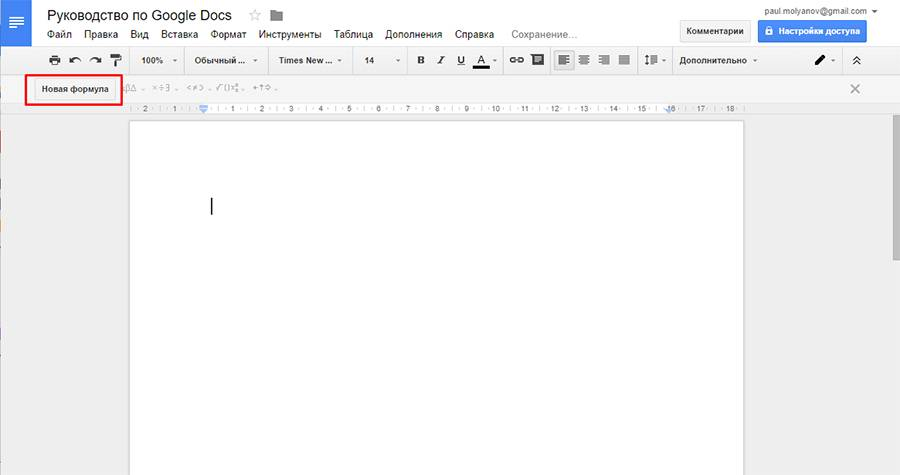 Руководство по Google Docs
paul.molyanov@gmail.com
Файл Правка Вид Вставка Формат Инструменты Таблица Дополнения Справка Сохранение...
Комментарии Настройки доступа
100% Обычный ... Times New ... 14 B I U A Дополнительно
Новая формула βΔ ×÷∃ <≠⊃ √()
2 1 1 2 3 4 5 6 7 8 9 10 11 12 13 14 15 16 17 18